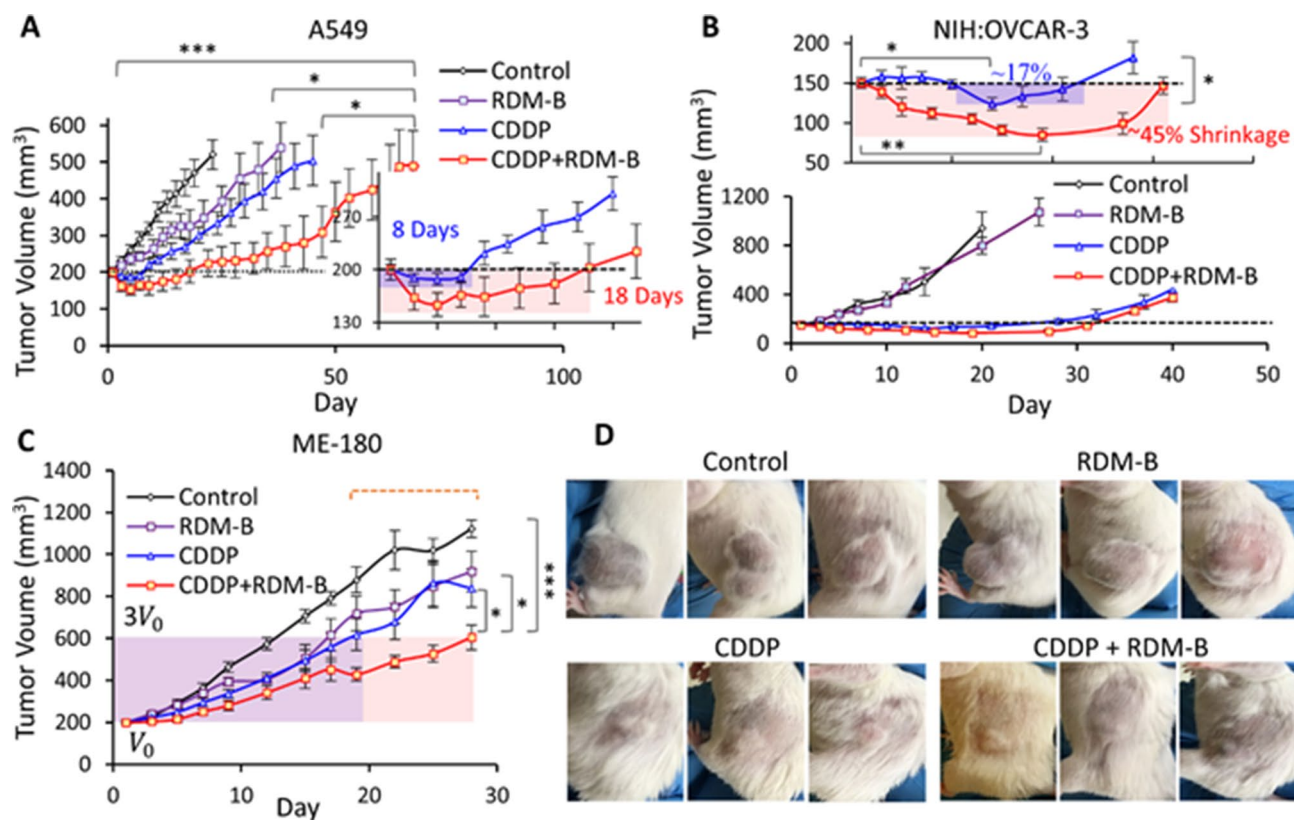 A
A549
***
*
*
Control
RDM-B
CDDP
CDDP+RDM-B
Tumor Volume (mm³)
600
500
400
300
200
100
0
0
50
100
Day
270
200
130
8 Days
18 Days
B
NIH:OVCAR-3
200
150
100
50
*
~17%
*
~45% Shrinkage
**
Tumor Volume (mm³)
1200
800
400
0
0
10
20
30
40
50
Day
Control
RDM-B
CDDP
CDDP+RDM-B
C
ME-180
Tumor Voume (mm³)
1400
1200
1000
800
600
400
200
0
10
20
30
Day
Control
RDM-B
CDDP
CDDP+RDM-B
3V₀
V₀
*
*
***
D
Control
RDM-B
CDDP
CDDP + RDM-B